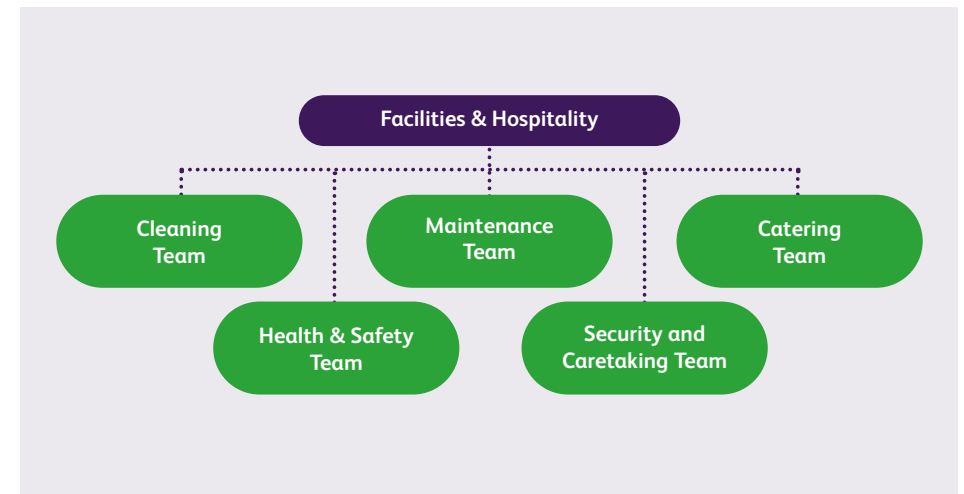 Facilities & Hospitality
Cleaning
Team
Maintenance
Team
Catering
Team
Health & Safety
Team
Security and
Caretaking Team